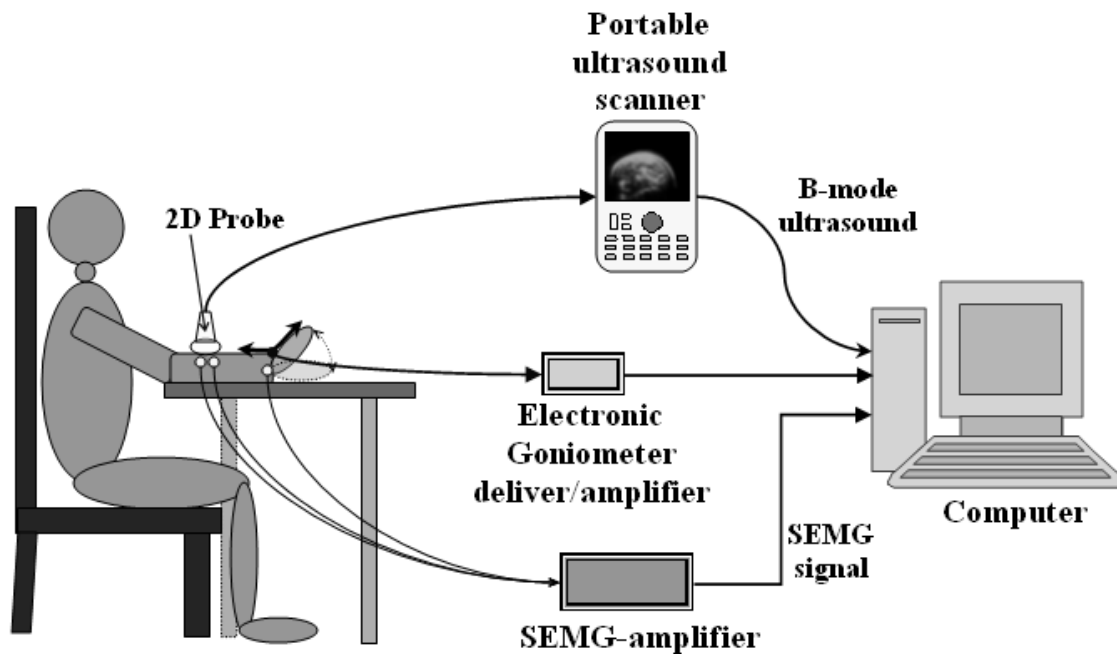 Portable
ultrasound
scanner
2D Probe
B-mode
ultrasound
Electronic
Goniometer
deliver/amplifier
Computer
SEMG
signal
SEMG-amplifier